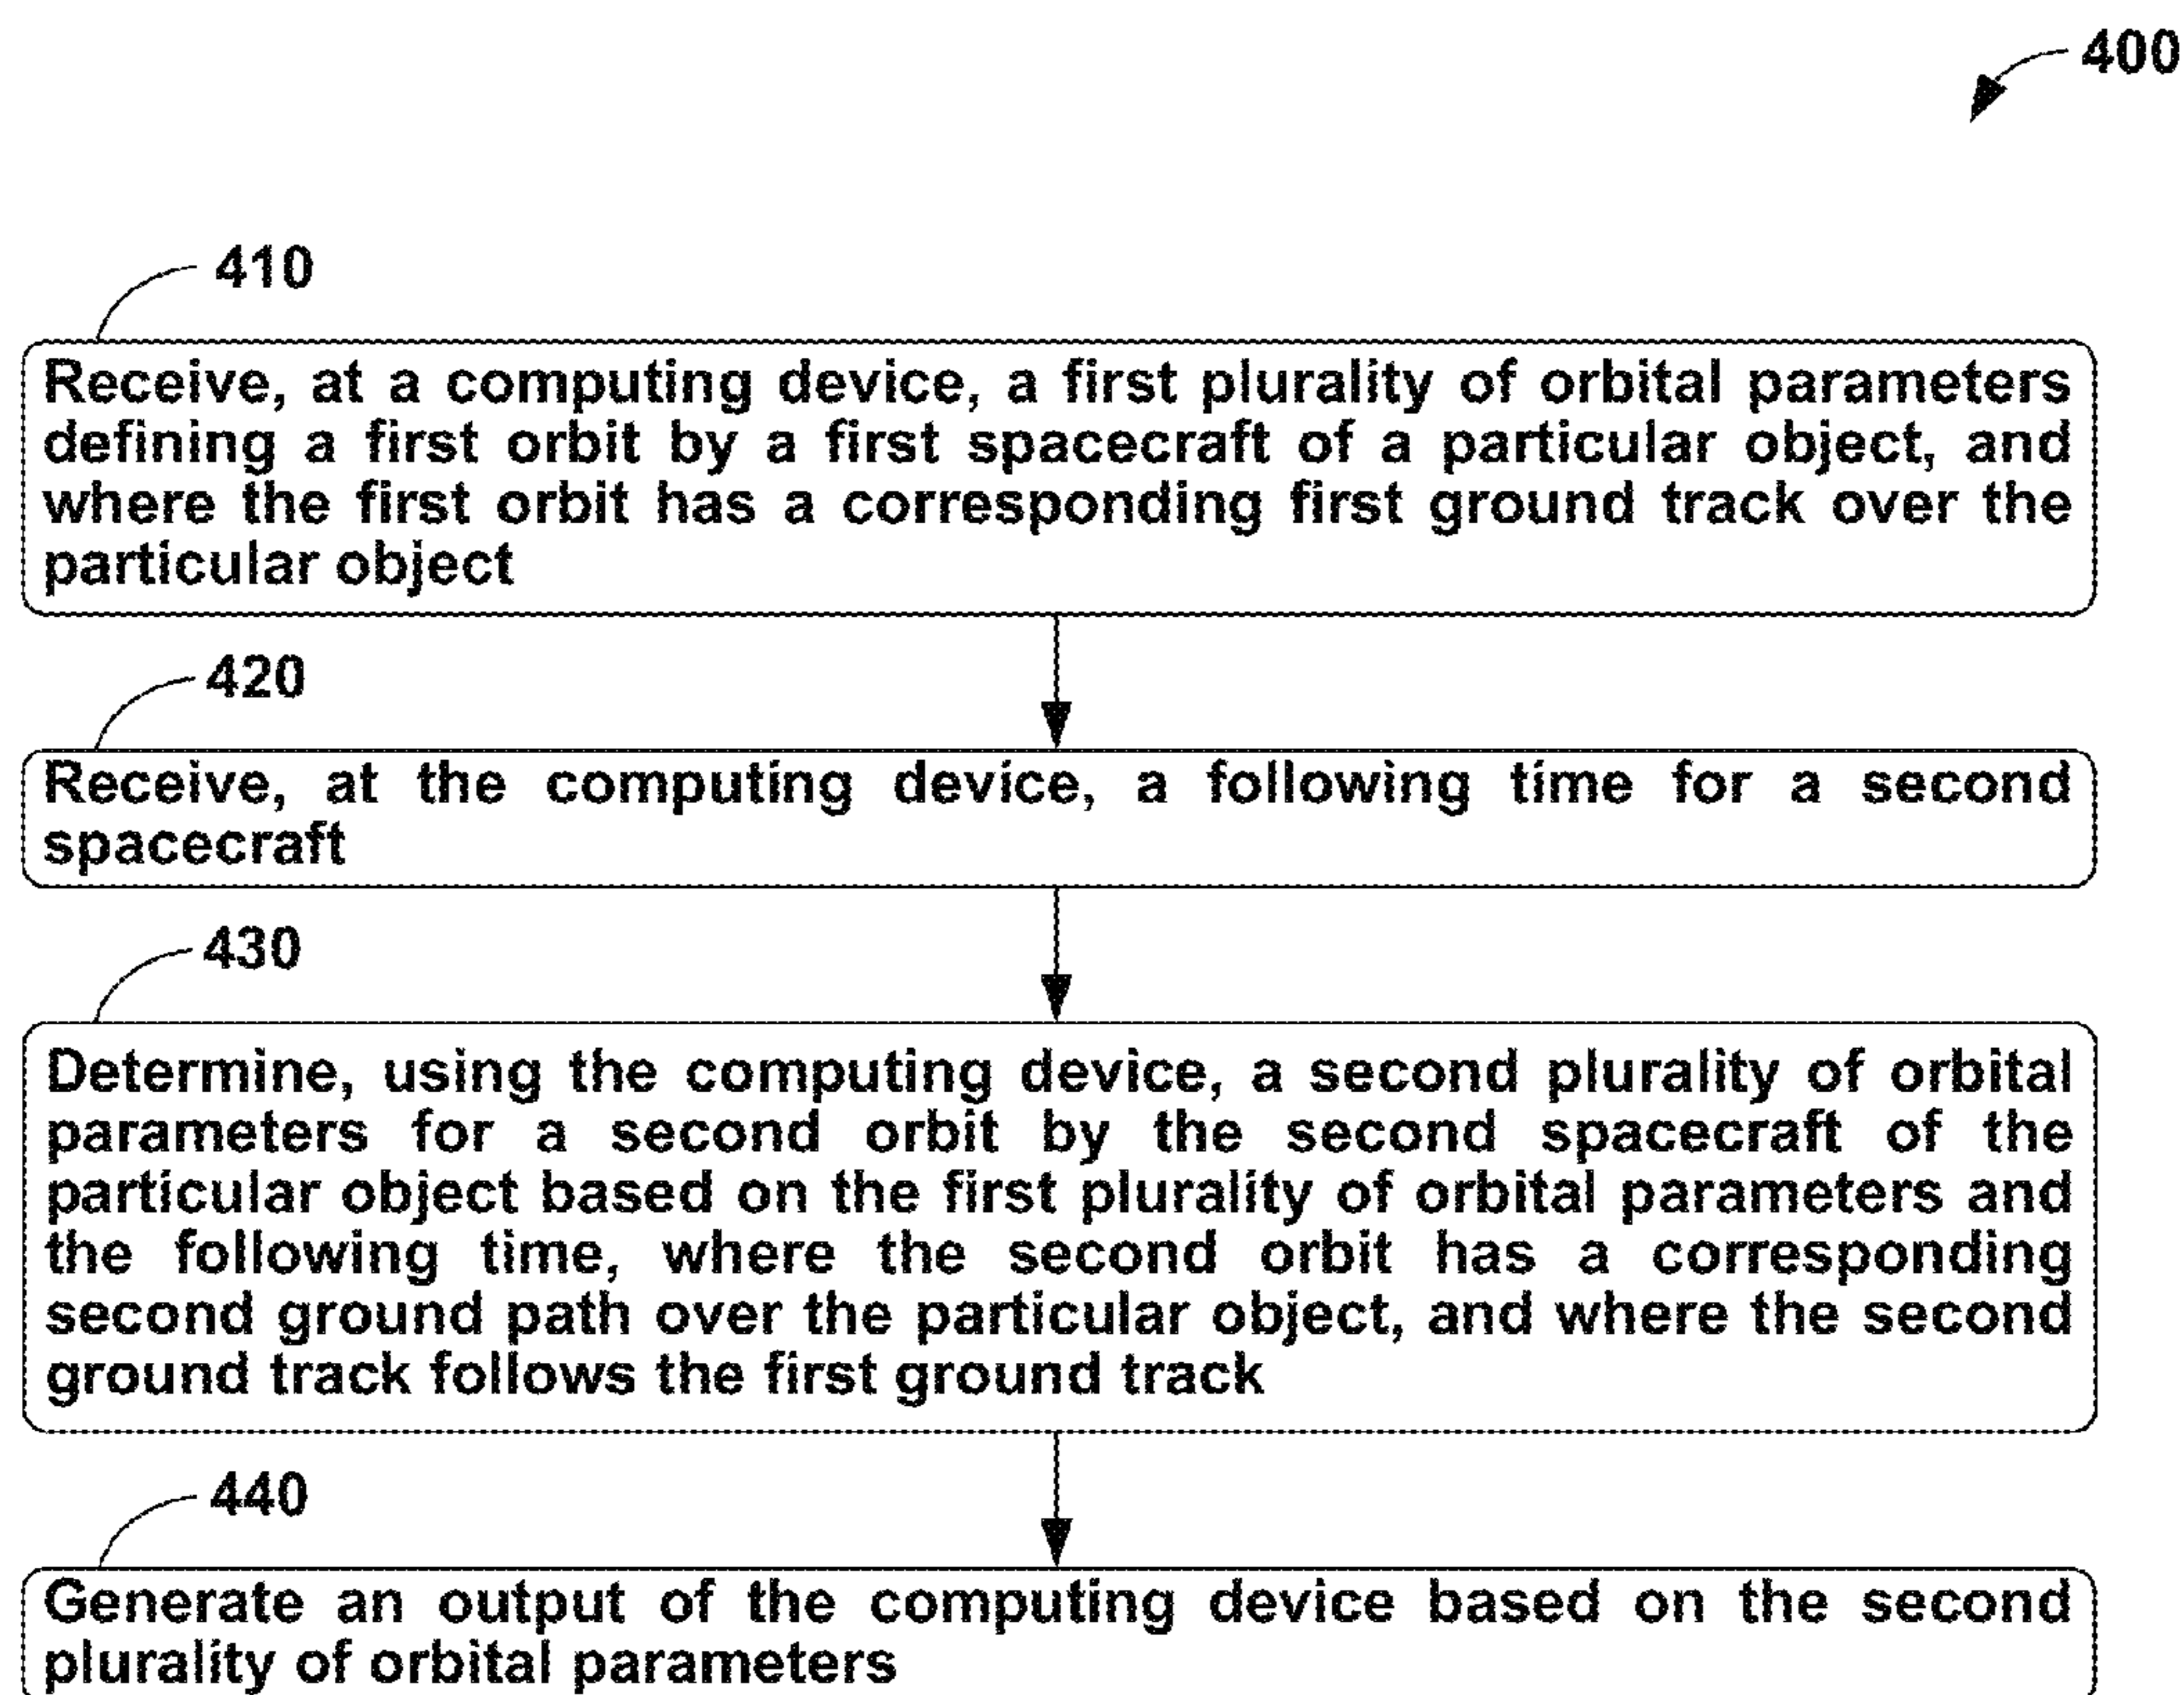 400
410
Receive, at a computing device, a first plurality of orbital parameters
defining a first orbit by a first spacecraft of a particular object, and
where the first orbit has a corresponding first ground track over the
particular object
420
Receive, at the computing device, a following time for a second
spacecraft
430
Determine, using the computing device, a second plurality of orbital
parameters for a second orbit by the second spacecraft of the
particular object based on the first plurality of orbital parameters and
the following time, where the second orbit has a corresponding
second ground path over the particular object, and where the second
ground track follows the first ground track
440
Generate an output of the computing device based on the second
plurality of orbital parameters